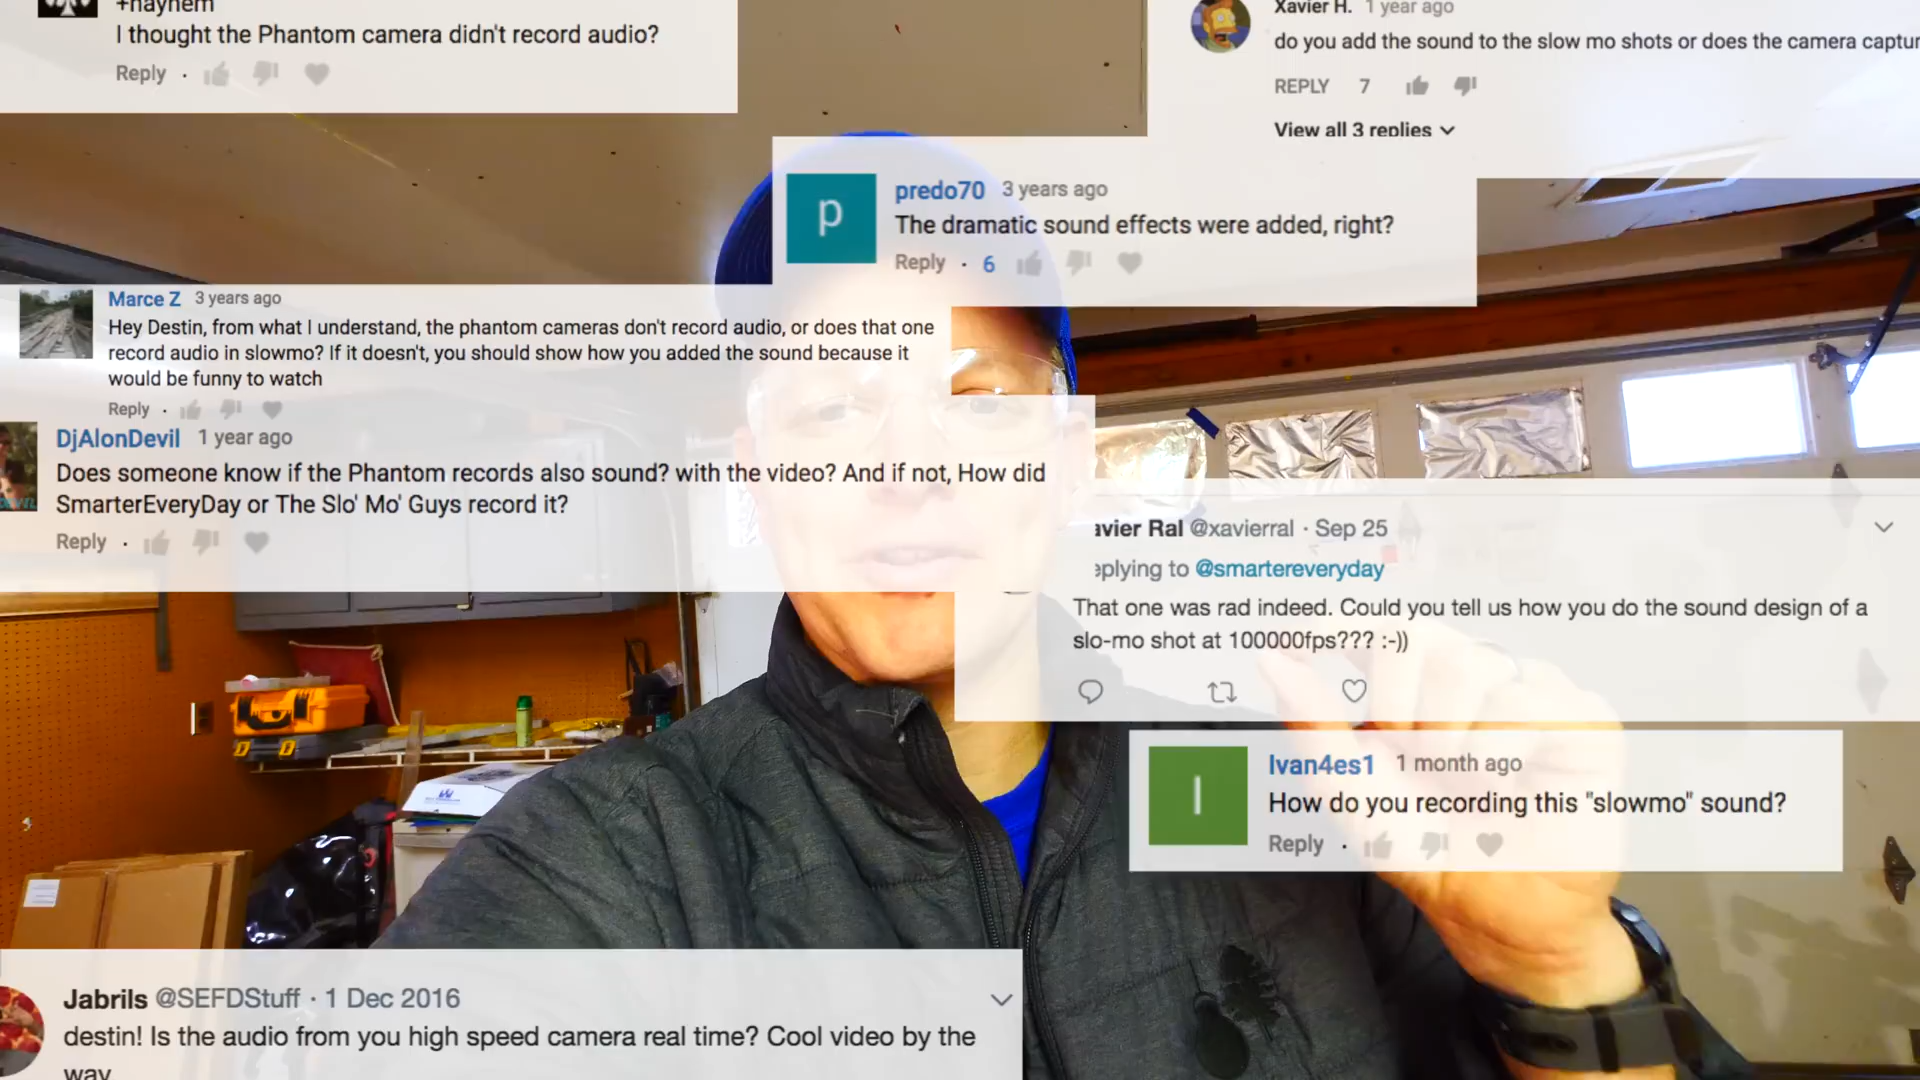 +hayhem
I thought the Phantom camera didn't record audio?
Reply ·
Xavier H. 1 year ago
do you add the sound to the slow mo shots or does the camera captur
REPLY 7
View all 3 replies
p
predo70 3 years ago
The dramatic sound effects were added, right?
Reply · 6
Marce Z 3 years ago
Hey Destin, from what I understand, the phantom cameras don't record audio, or does that one
record audio in slowmo? If it doesn't, you should show how you added the sound because it
would be funny to watch
Reply ·
DjAlonDevil 1 year ago
Does someone know if the Phantom records also sound? with the video? And if not, How did
SmarterEveryDay or The Slo' Mo' Guys record it?
Reply ·
avier Ral @xavierral · Sep 25
eplying to @smartereveryday
That one was rad indeed. Could you tell us how you do the sound design of a
slo-mo shot at 100000fps??? :-))
I
Ivan4es1 1 month ago
How do you recording this "slowmo" sound?
Reply ·
Jabrils @SEFDStuff · 1 Dec 2016
destin! Is the audio from you high speed camera real time? Cool video by the
way